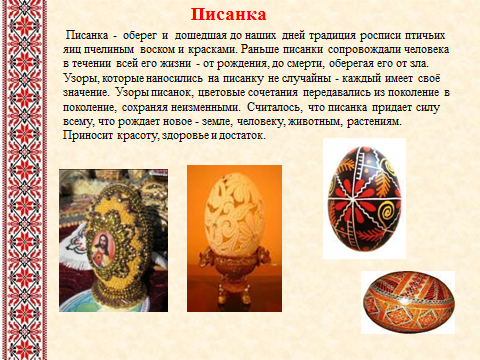 Писанка
Писанка - оберег и дошедшая до наших дней традиция росписи птичьих
яиц пчелиным воском и красками. Раньше писанки сопровождали человека
в течении всей его жизни - от рождения, до смерти, оберегая его от зла.
Узоры, которые наносились на писанку не случайны - каждый имеет своё
значение. Узоры писанок, цветовые сочетания передавались из поколение в
поколение, сохраняя неизменными. Считалось, что писанка придает силу
всему, что рождает новое - земле, человеку, животным, растениям.
Приносит красоту, здоровье и достаток.